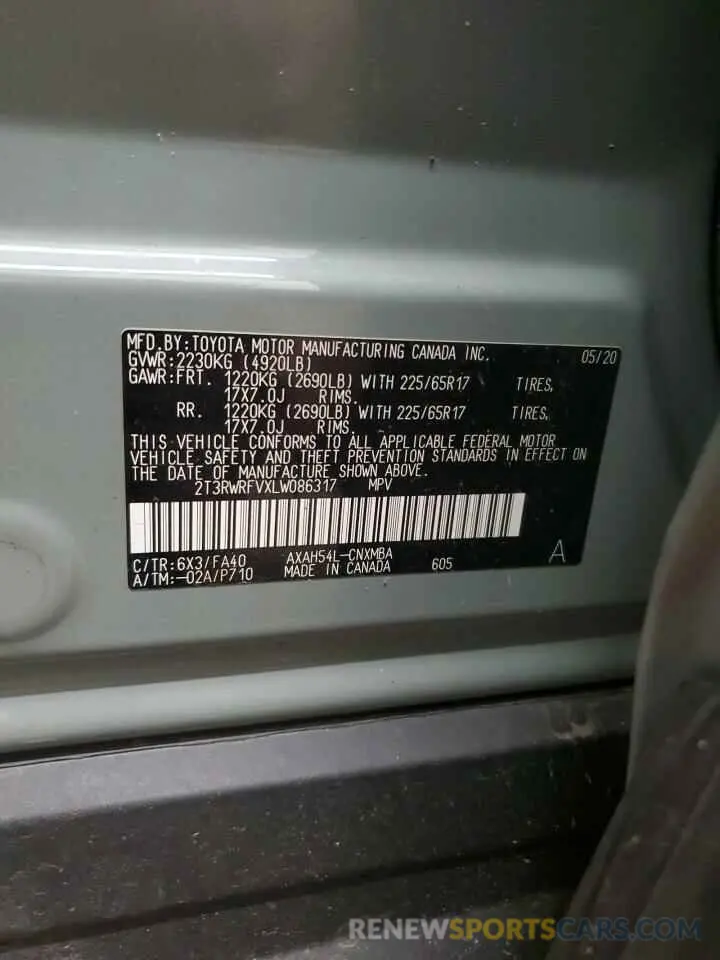 MFD.BY:TOYOTA MOTOR MANUFACTURING CANADA INC. 05/20
GVWR:2230KG (4920LB)
GAWR:FRT. 1220KG (2690LB) WITH 225/65R17 TIRES,
17X7.0J RIMS.
RR. 1220KG (2690LB) WITH 225/65R17 TIRES,
17X7.0J RIMS.
THIS VEHICLE CONFORMS TO ALL APPLICABLE FEDERAL MOTOR
VEHICLE SAFETY AND THEFT PREVENTION STANDARDS IN EFFECT ON
THE DATE OF MANUFACTURE SHOWN ABOVE.
2T3RWRFVXLW086317 MPV
C/TR:6X3/FA40 AXAH54L-CNXMBA
A/TM:-02A/P710 MADE IN CANADA 605 A
RENEWSPORTSCARS.COM